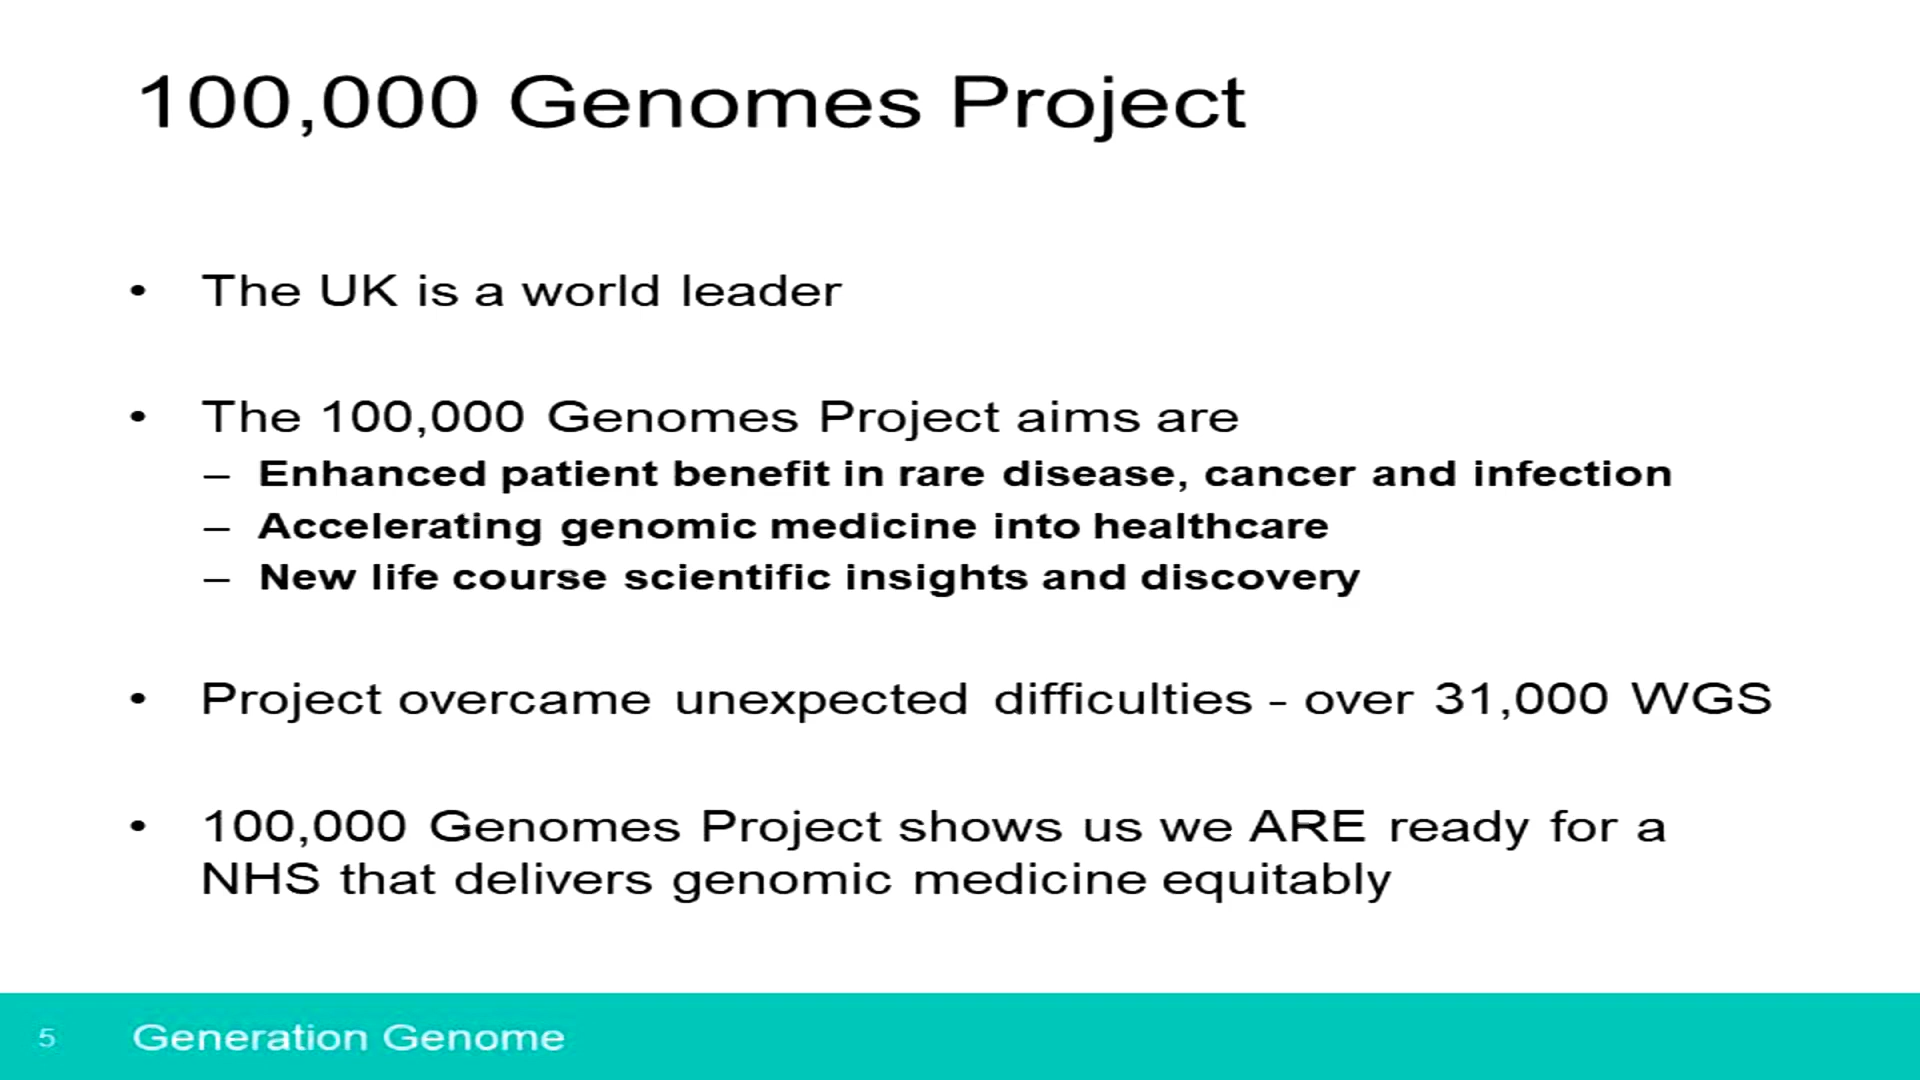 100,000 Genomes Project
• The UK is a world leader
• The 100,000 Genomes Project aims are
– Enhanced patient benefit in rare disease, cancer and infection
– Accelerating genomic medicine into healthcare
– New life course scientific insights and discovery
• Project overcame unexpected difficulties - over 31,000 WGS
• 100,000 Genomes Project shows us we ARE ready for a
NHS that delivers genomic medicine equitably
5 Generation Genome